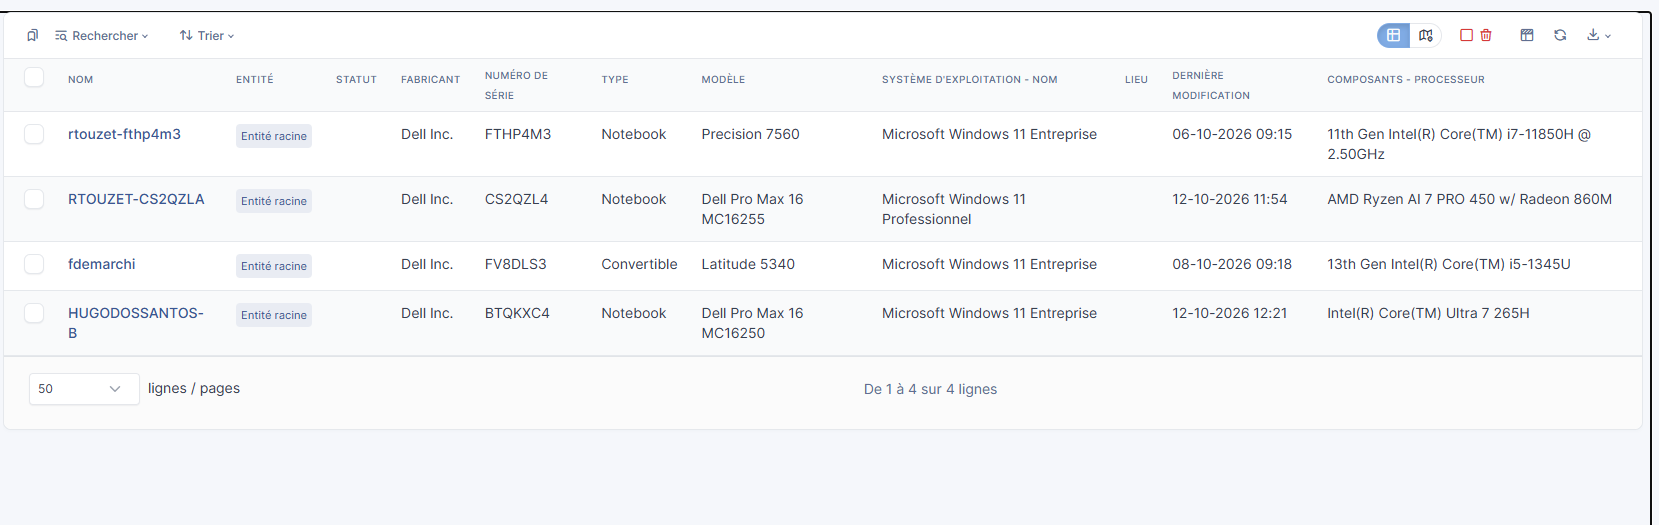 Rechercher Trier
NOM ENTITÉ STATUT FABRICANT NUMÉRO DE SÉRIE TYPE MODÈLE SYSTÈME D'EXPLOITATION - NOM LIEU DERNIÈRE MODIFICATION COMPOSANTS - PROCESSEUR
rtouzet-fthp4m3 Entité racine Dell Inc. FTHP4M3 Notebook Precision 7560 Microsoft Windows 11 Entreprise 06-10-2026 09:15 11th Gen Intel(R) Core(TM) i7-11850H @
2.50GHz
RTOUZET-CS2QZLA Entité racine Dell Inc. CS2QZL4 Notebook Dell Pro Max 16 Microsoft Windows 11 12-10-2026 11:54 AMD Ryzen AI 7 PRO 450 w/ Radeon 860M
MC16255 Professionnel
fdemarchi Entité racine Dell Inc. FV8DLS3 Convertible Latitude 5340 Microsoft Windows 11 Entreprise 08-10-2026 09:18 13th Gen Intel(R) Core(TM) i5-1345U
HUGODOSSANTOS- Entité racine Dell Inc. BTQKXC4 Notebook Dell Pro Max 16 Microsoft Windows 11 Entreprise 12-10-2026 12:21 Intel(R) Core(TM) Ultra 7 265H
B MC16250
50 lignes / pages De 1 à 4 sur 4 lignes